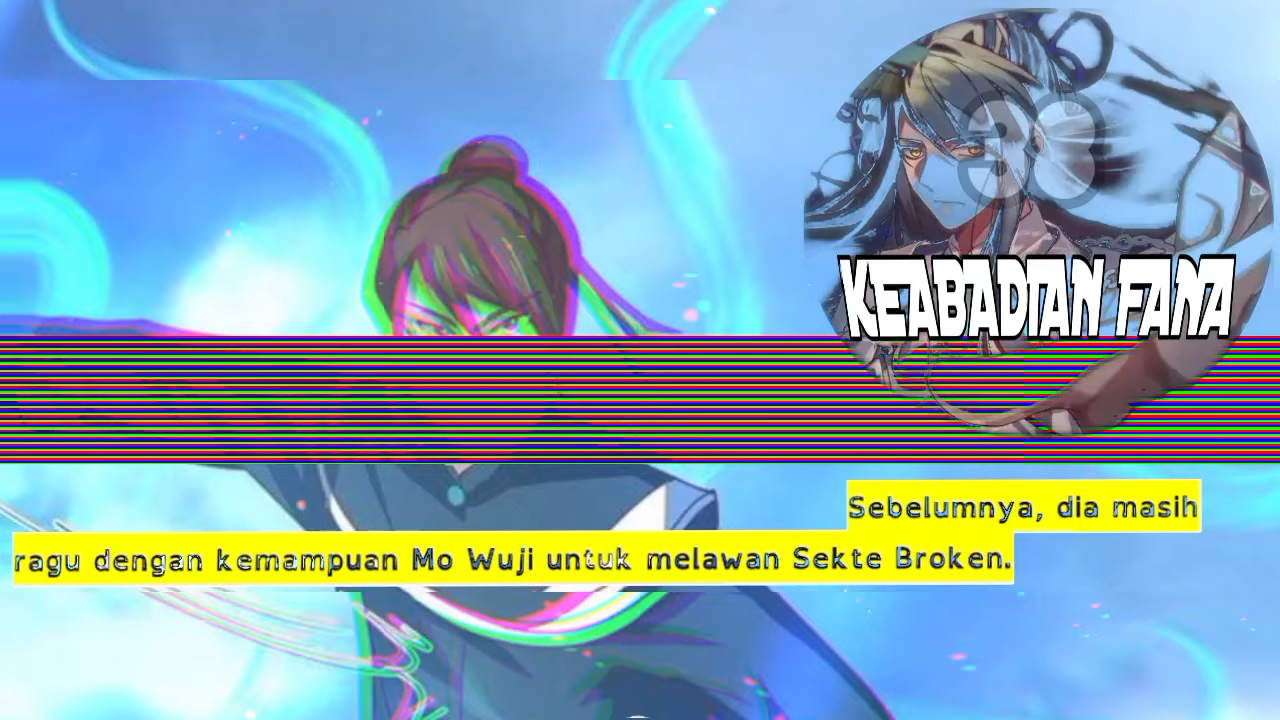 KEABADIAN FANA
Sebelumnya, dia masih
ragu dengan kemampuan Mo Wuji untuk melawan Sekte Broken.